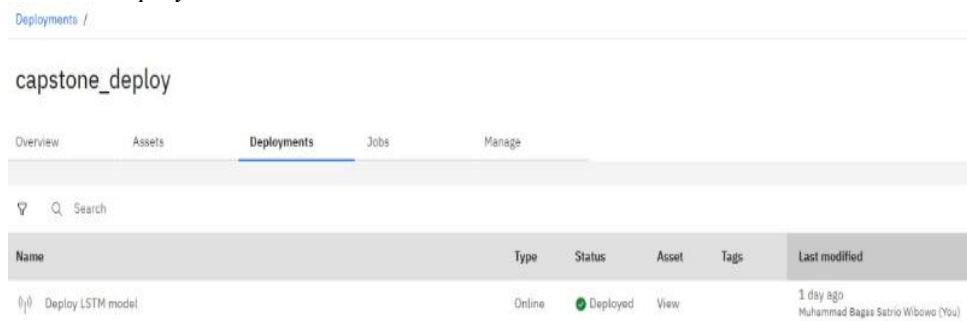 Deployments /
capstone_deploy
Overview Assets Deployments Jobs Manage
Search
Name Type Status Asset Tags Last modified
Deploy LSTM model Online Deployed View 1 day ago
Muhammad Bagas Satrio Wibowo (You)